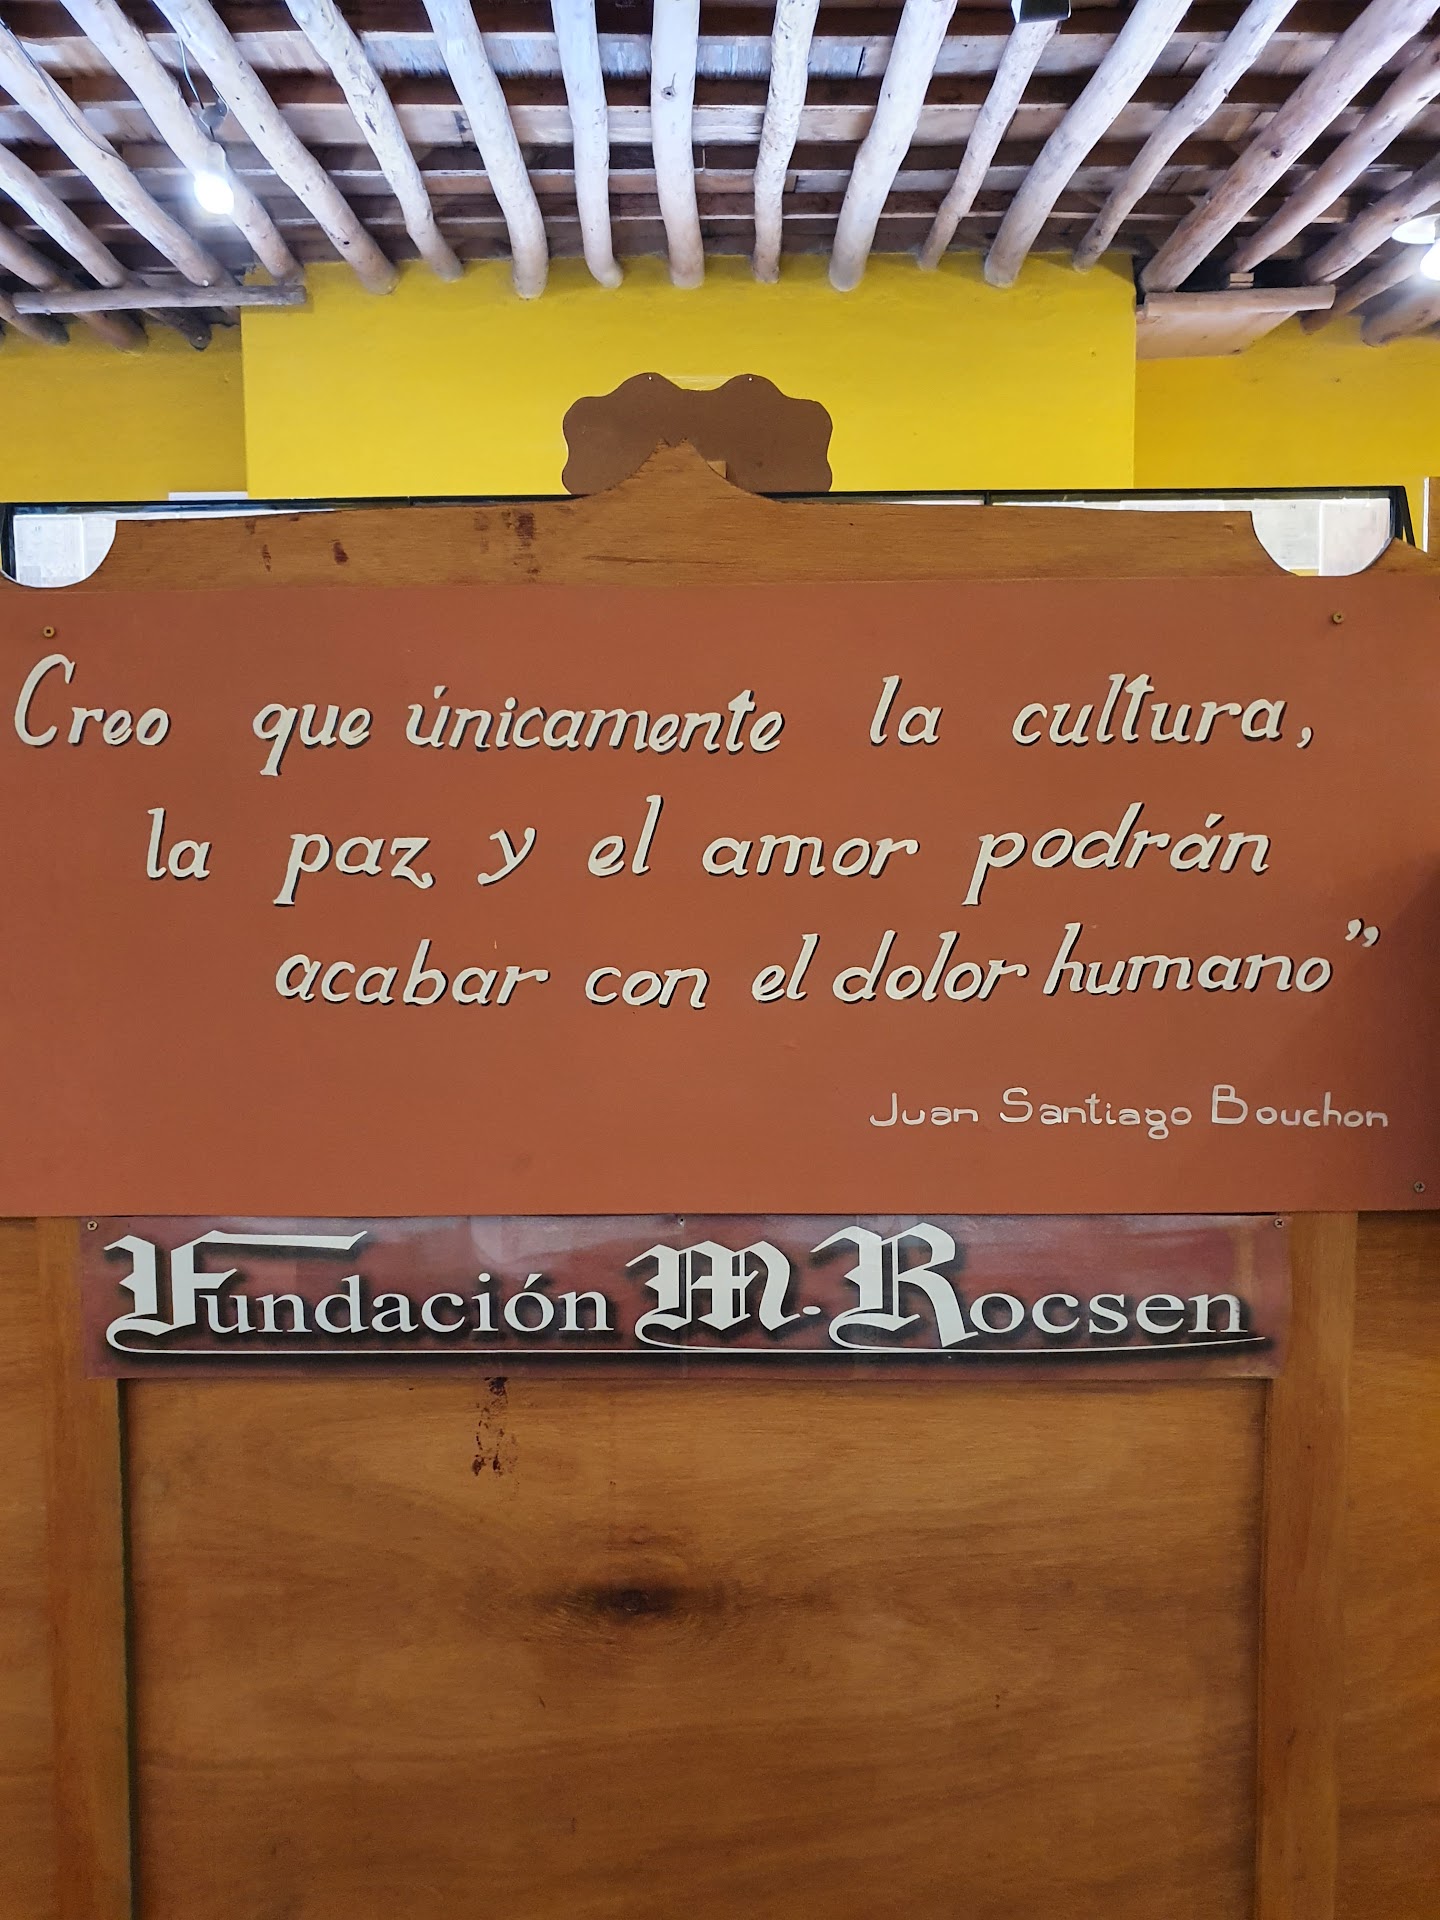 Creo que únicamente la cultura,
la paz y el amor podrán
acabar con el dolor humano”
Juan Santiago Bouchon
Fundación M. Rocsen